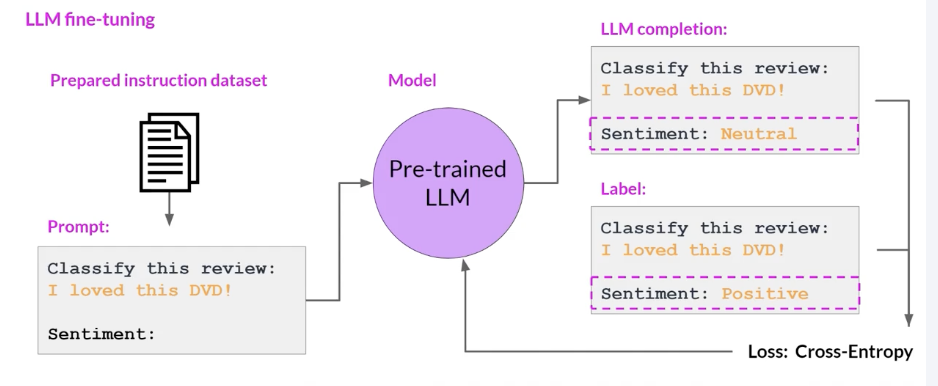 LLM fine-tuning
Prepared instruction dataset
Prompt:
Classify this review:
I loved this DVD!
Sentiment:
Model
Pre-trained
LLM
LLM completion:
Classify this review:
I loved this DVD!
Sentiment: Neutral
Label:
Classify this review:
I loved this DVD!
Sentiment: Positive
Loss: Cross-Entropy